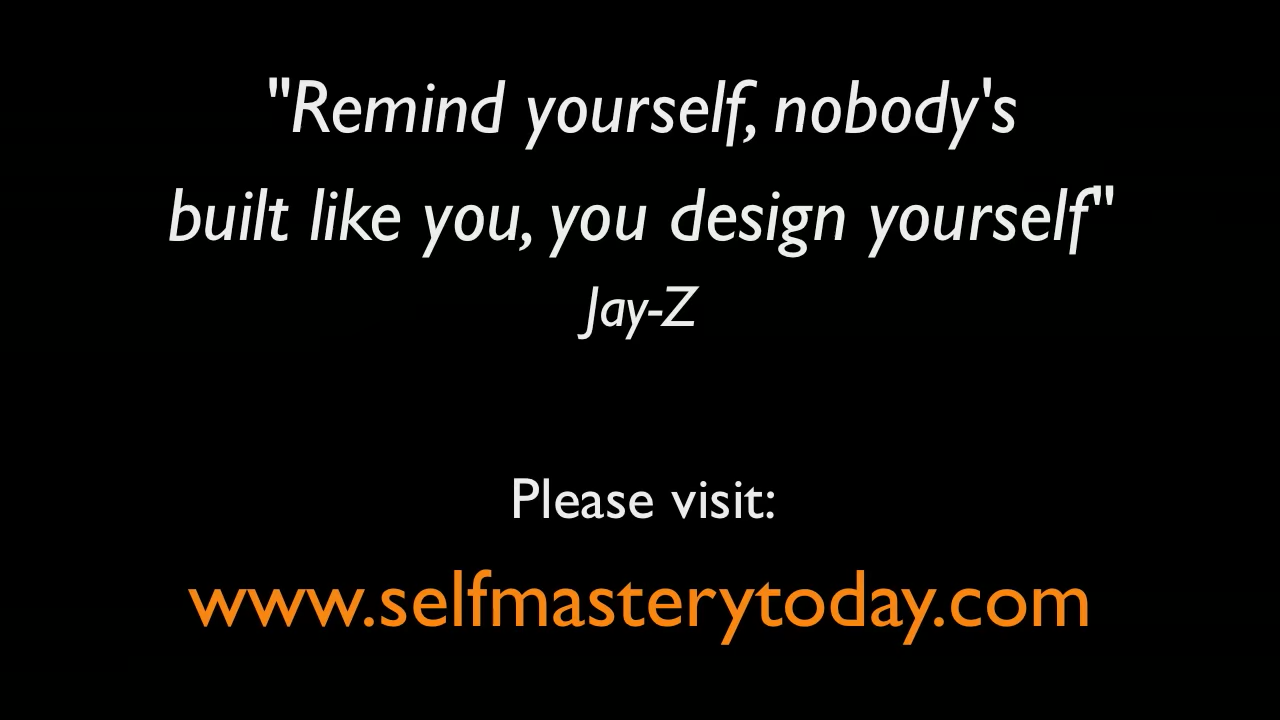 "Remind yourself, nobody's
built like you, you design yourself"
Jay-Z
Please visit:
www.selfmasterytoday.com